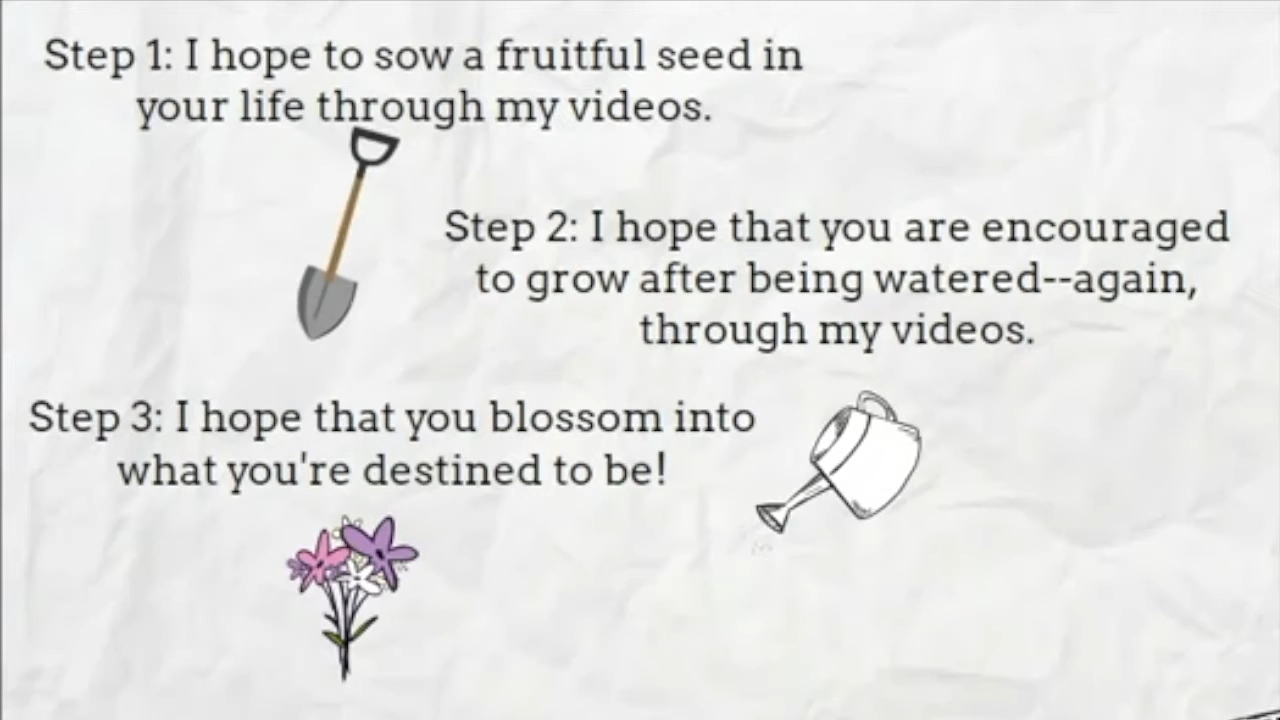 Step 1: I hope to sow a fruitful seed in
your life through my videos.
Step 2: I hope that you are encouraged
to grow after being watered--again,
through my videos.
Step 3: I hope that you blossom into
what you're destined to be!